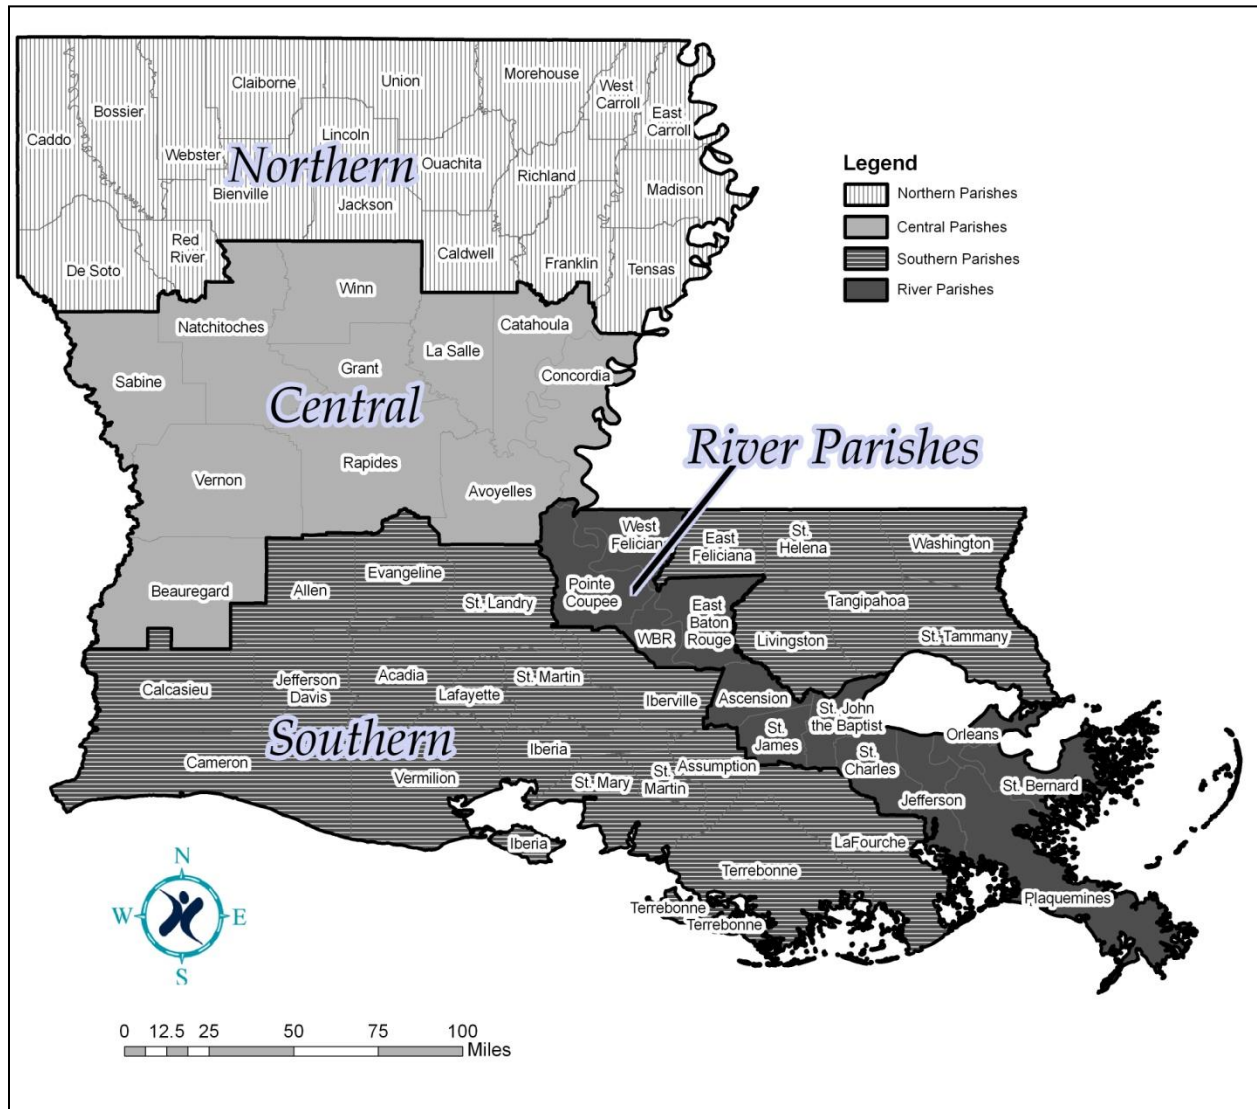 Claiborne
Union
Morehouse
West
Carroll
East
Carroll
Bossier
Caddo
Webster
Lincoln
Ouachita
Northern
Bienville
Jackson
Richland
Madison
Red
River
De Soto
Caldwell
Franklin
Tensas
Legend
Northern Parishes
Central Parishes
Southern Parishes
River Parishes
Winn
Natchitoches
Catahoula
La Salle
Grant
Sabine
Concordia
Central
Rapides
Vernon
Avoyelles
River Parishes
West
Feliciana
East
Feliciana
St.
Helena
Washington
Beauregard
Allen
Evangeline
St. Landry
Pointe
Coupee
East
Baton
Rouge
WBR
Tangipahoa
Livingston
St. Tammany
Calcasieu
Jefferson
Davis
Acadia
Lafayette
St. Martin
Iberville
Ascension
St. John
the Baptist
Orleans
Southern
Cameron
Vermilion
Iberia
St. Mary
St.
Martin
Assumption
St.
James
St.
Charles
Jefferson
St. Bernard
Iberia
LaFourche
Terrebonne
Terrebonne
Terrebonne
Plaquemines
N
W
E
S
0 12.5 25 50 75 100
Miles